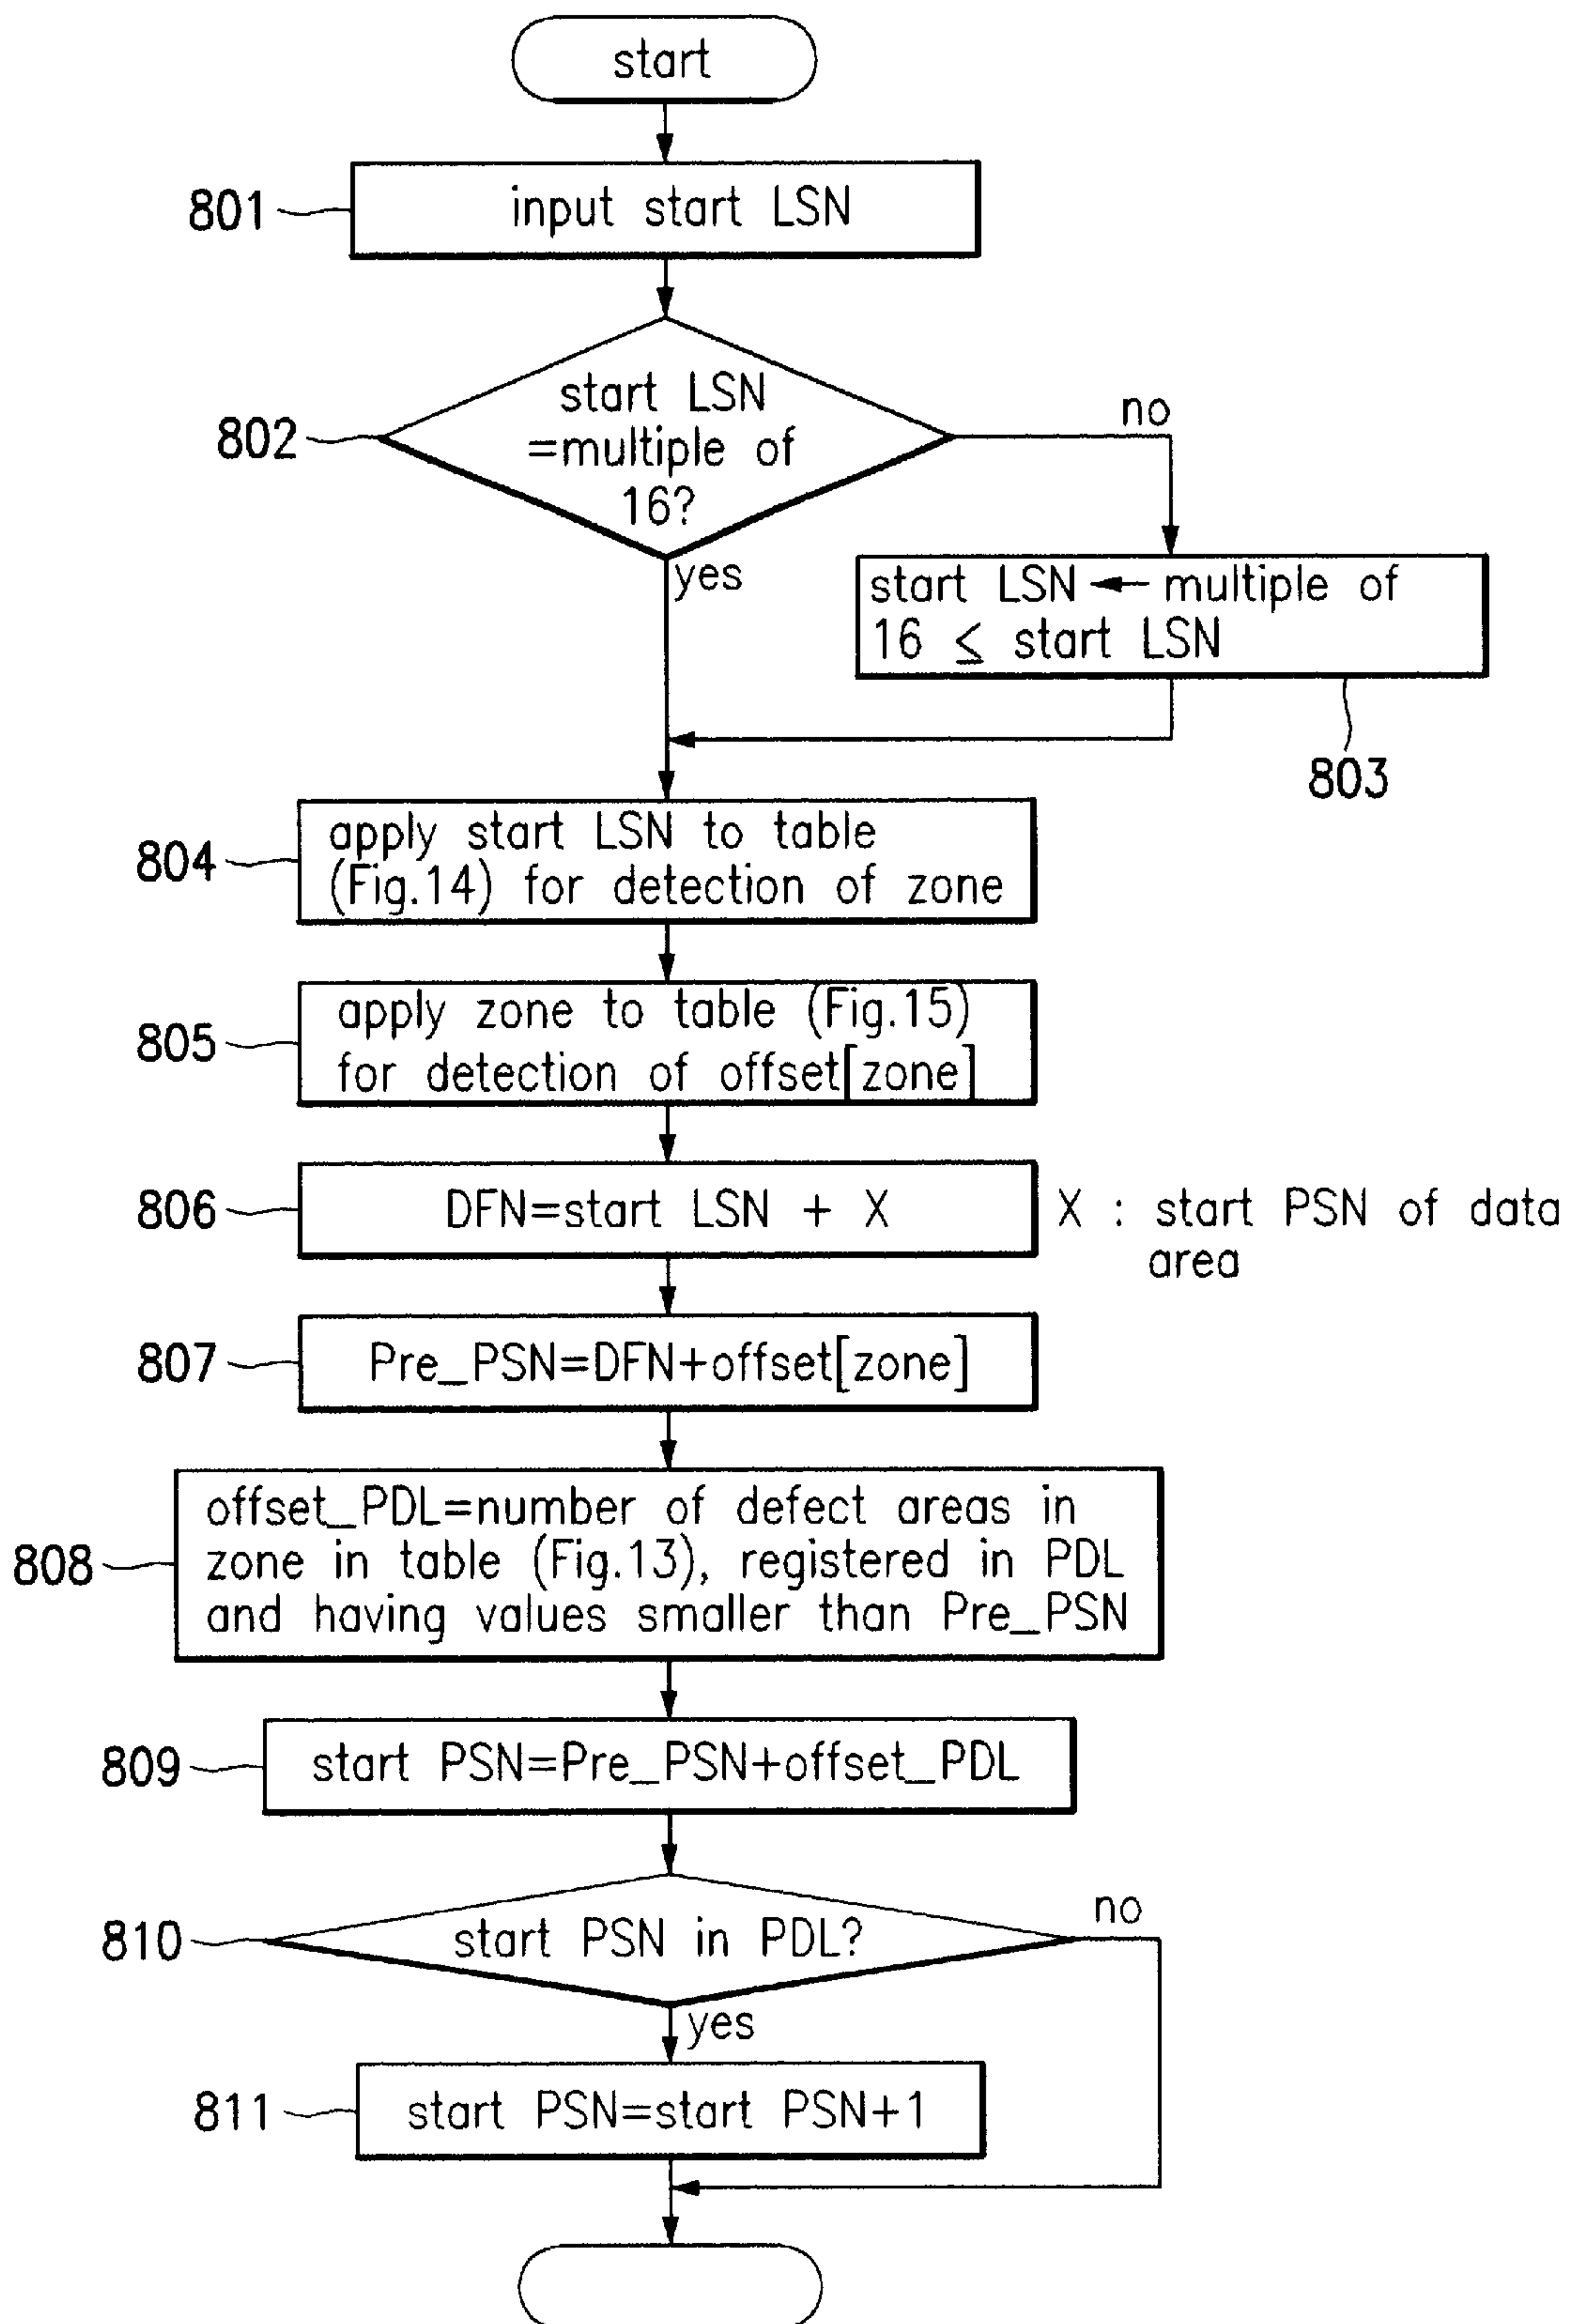 start
801
input start LSN
802
start LSN
=multiple of
16?
no
yes
start LSN ← multiple of
16 ≤ start LSN
803
804
apply start LSN to table
(Fig.14) for detection of zone
805
apply zone to table (Fig.15)
for detection of offset[zone]
806
DFN=start LSN + X
X : start PSN of data
area
807
Pre_PSN=DFN+offset[zone]
808
offset_PDL=number of defect areas in
zone in table (Fig.13), registered in PDL
and having values smaller than Pre_PSN
809
start PSN=Pre_PSN+offset_PDL
810
start PSN in PDL?
no
yes
811
start PSN=start PSN+1